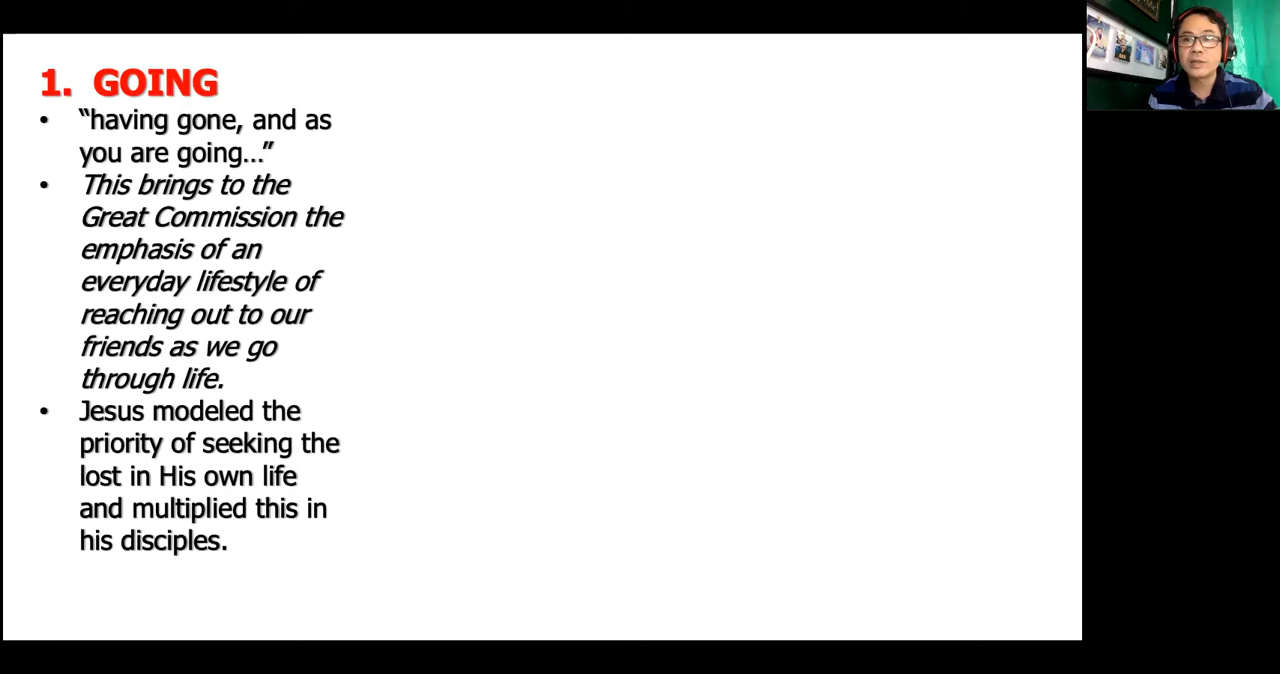 1. GOING
• “having gone, and as
you are going…”
• This brings to the
Great Commission the
emphasis of an
everyday lifestyle of
reaching out to our
friends as we go
through life.
• Jesus modeled the
priority of seeking the
lost in His own life
and multiplied this in
his disciples.